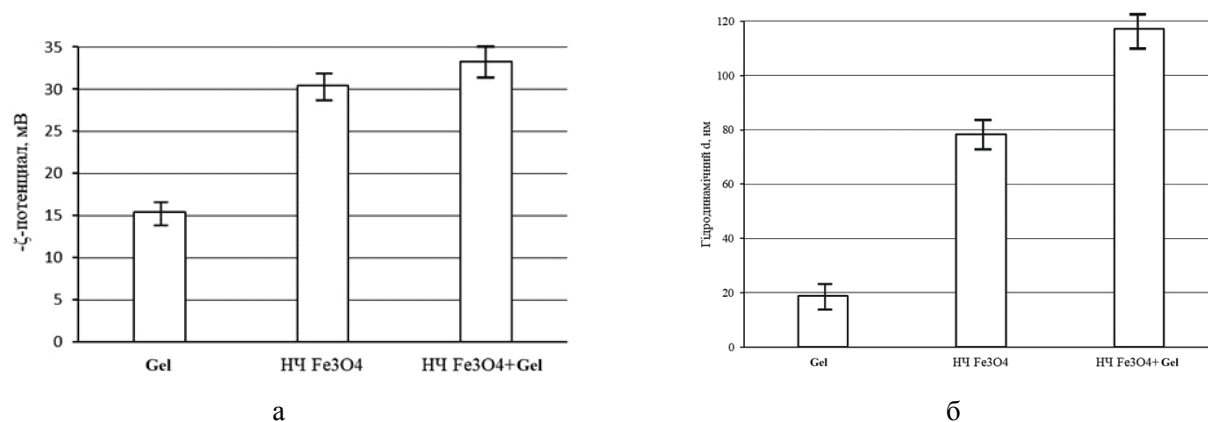 -ζ-потенциал, мВ
35
30
25
20
15
10
5
0
Gel
НЧ Fe3O4
НЧ Fe3O4+Gel
а
Гідродинамічний d, нм
120
100
80
60
40
20
0
Gel
НЧ Fe3O4
НЧ Fe3O4+Gel
б